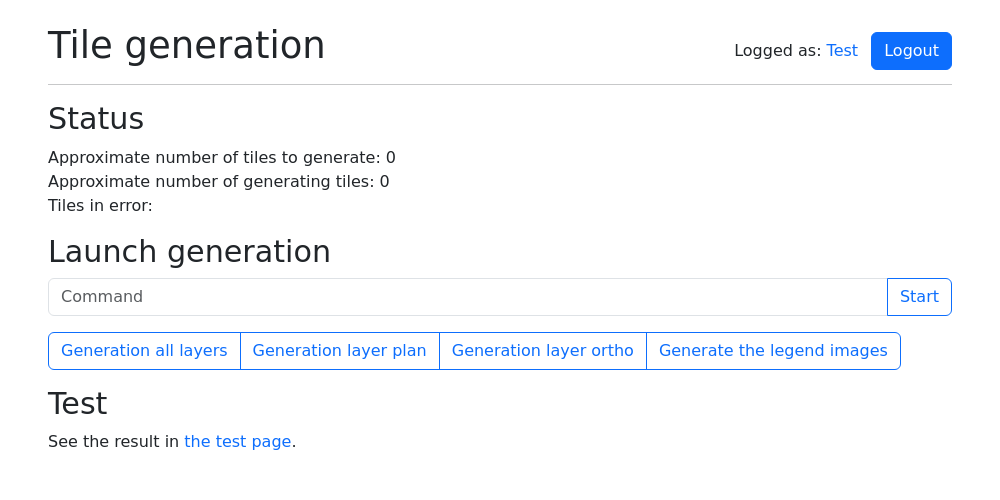 Tile generation
Logged as: Test Logout
Status
Approximate number of tiles to generate: 0
Approximate number of generating tiles: 0
Tiles in error:
Launch generation
Command Start
Generation all layers Generation layer plan Generation layer ortho Generate the legend images
Test
See the result in the test page.